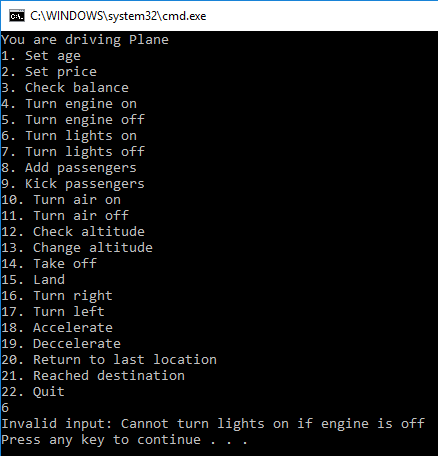 C:\WINDOWS\system32\cmd.exe
You are driving Plane
1. Set age
2. Set price
3. Check balance
4. Turn engine on
5. Turn engine off
6. Turn lights on
7. Turn lights off
8. Add passengers
9. Kick passengers
10. Turn air on
11. Turn air off
12. Check altitude
13. Change altitude
14. Take off
15. Land
16. Turn right
17. Turn left
18. Accelerate
19. Deccelerate
20. Return to last location
21. Reached destination
22. Quit
6
Invalid input: Cannot turn lights on if engine is off
Press any key to continue . . .